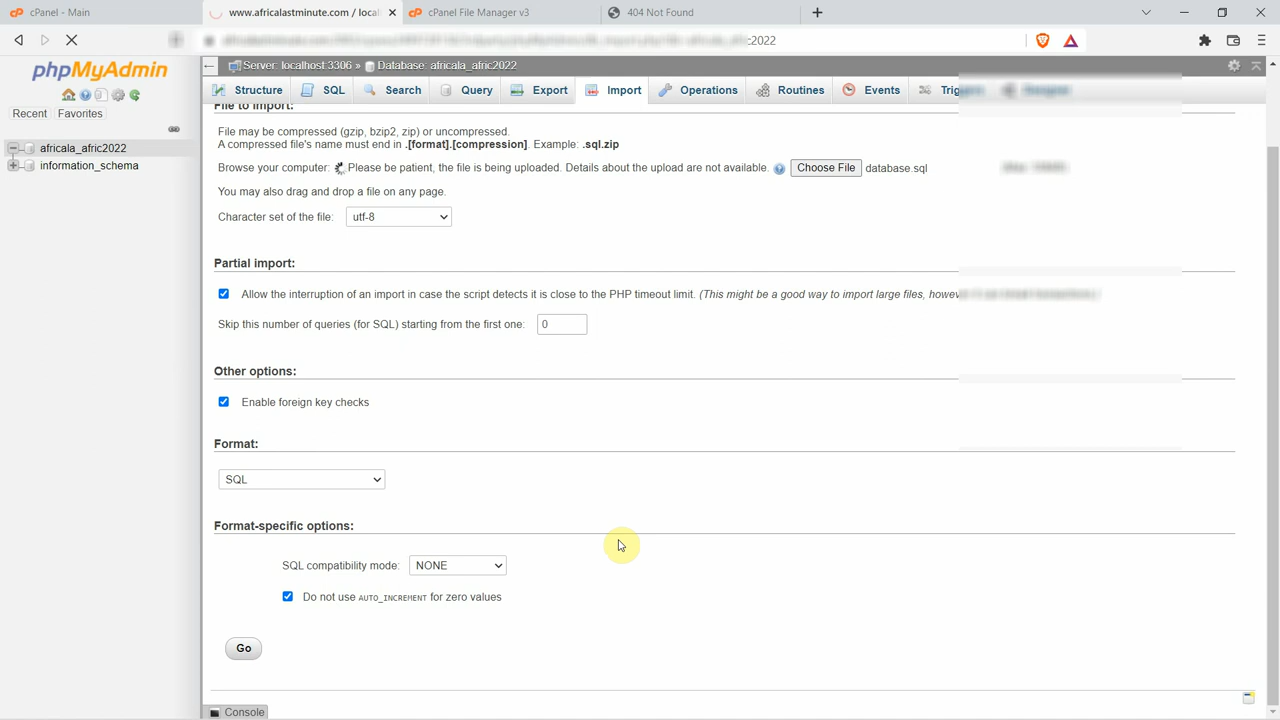 cPanel - Main
www.africalastminute.com / local
cPanel File Manager v3
404 Not Found
2022
phpMyAdmin
Recent
Favorites
africala_afric2022
information_schema
Server: localhost:3306 » Database: africala_afric2022
Structure
SQL
Search
Query
Export
Import
Operations
Routines
Events
File to import:
File may be compressed (gzip, bzip2, zip) or uncompressed.
A compressed file's name must end in .[format].[compression]. Example: .sql.zip
Browse your computer: Please be patient, the file is being uploaded. Details about the upload are not available. Choose File database.sql
You may also drag and drop a file on any page.
Character set of the file: utf-8
Partial import:
Allow the interruption of an import in case the script detects it is close to the PHP timeout limit. (This might be a good way to import large files,
Skip this number of queries (for SQL) starting from the first one: 0
Other options:
Enable foreign key checks
Format:
SQL
Format-specific options:
SQL compatibility mode: NONE
Do not use AUTO_INCREMENT for zero values
Go
Console